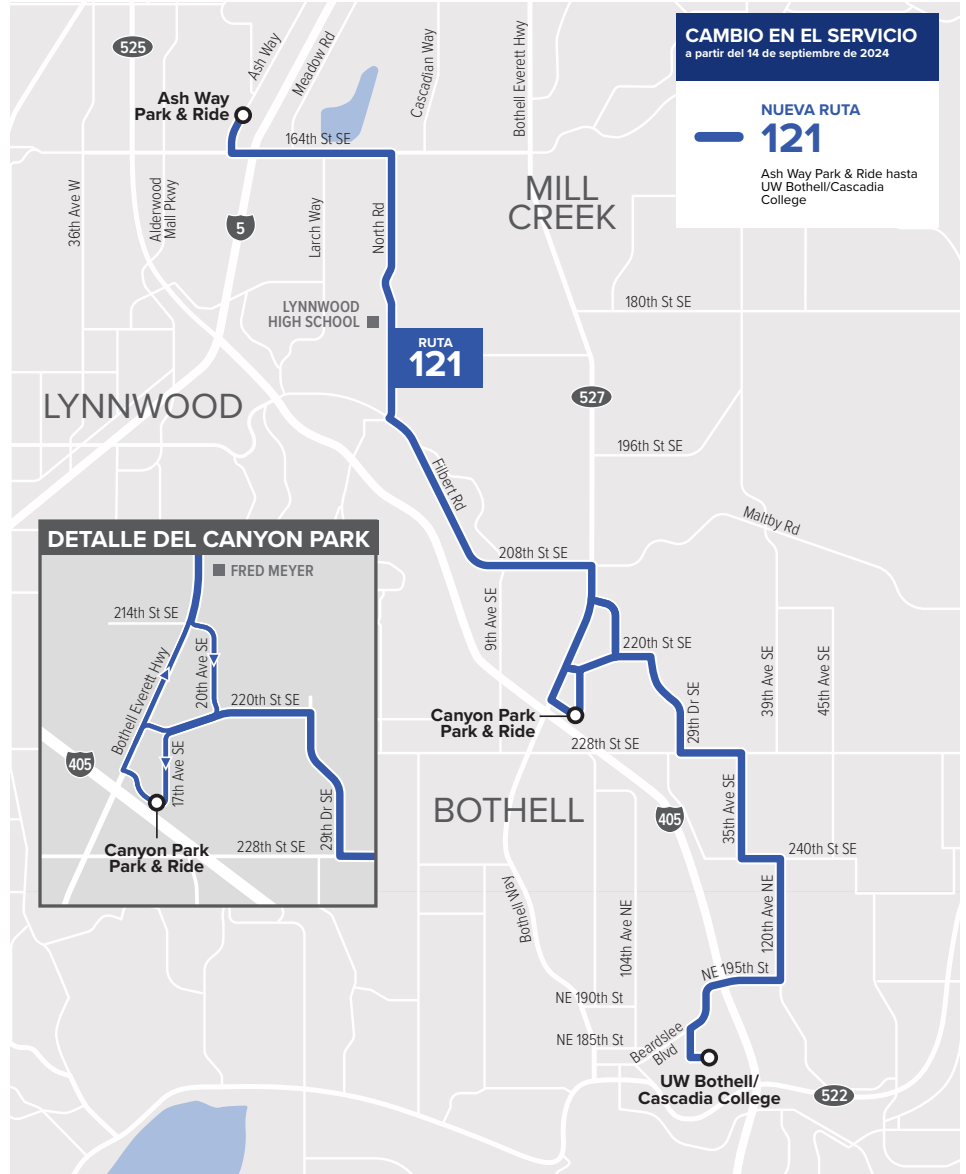 CAMBIO EN EL SERVICIO
a partir del 14 de septiembre de 2024
NUEVA RUTA
121
Ash Way Park & Ride hasta
UW Bothell/Cascadia
College
525
Ash Way
Meadow Rd
Cascadian Way
Bothell Everett Hwy
Ash Way
Park & Ride
164th St SE
36th Ave W
Alderwood
Mall Pkwy
5
Larch Way
North Rd
MILL
CREEK
LYNNWOOD
HIGH SCHOOL
180th St SE
RUTA
121
LYNNWOOD
527
196th St SE
Filbert Rd
Maltby Rd
208th St SE
9th Ave SE
220th St SE
29th Dr SE
39th Ave SE
45th Ave SE
Canyon Park
Park & Ride
228th St SE
BOTHELL
405
35th Ave SE
240th St SE
Bothell Way
104th Ave NE
120th Ave NE
NE 195th St
NE 190th St
NE 185th St
Beardslee
Blvd
UW Bothell/
Cascadia College
522
DETALLE DEL CANYON PARK
FRED MEYER
214th St SE
Bothell Everett Hwy
20th Ave SE
220th St SE
405
17th Ave SE
29th Dr SE
Canyon Park
Park & Ride
228th St SE